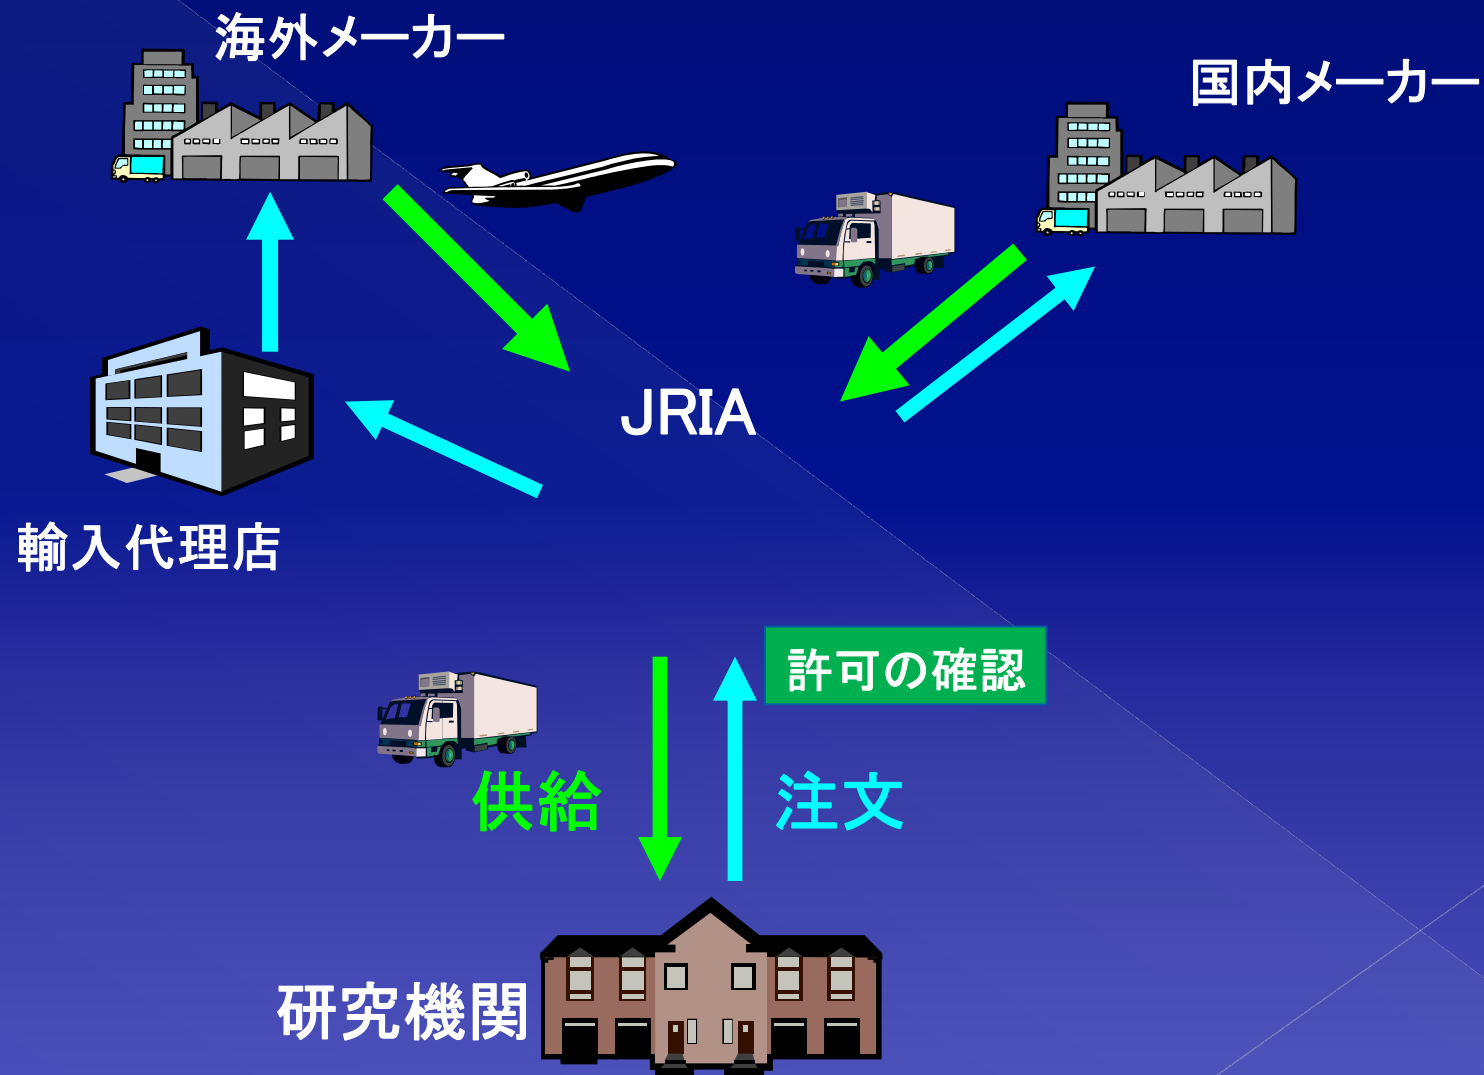 海外メーカー
国内メーカー
JRIA
輸入代理店
許可の確認
供給
注文
研究機関